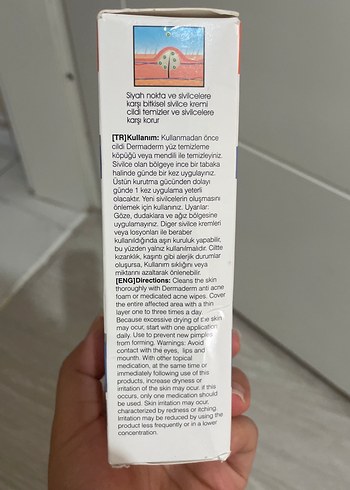 Siyah nokta ve sivilcelere
karşı bitkisel sivilce kremi
cildi temizler ve sivilcelere
karşı korur
[TR]Kullanım: Kullanmadan önce
cildi Dermaderm yüz temizleme
köpüğü veya mendili ile temizleyiniz.
Sivilce olan bölgeye ince bir tabaka
halinde günde bir kez uygulayınız.
Üstün kurutma gücünden dolayı
günde 1 kez uygulama yeterli
olacaktır. Yeni sivilcelerin oluşmasını
önlemek için kullanınız. Uyarılar:
Göze, dudaklara ve ağız bölgesine
uygulamayınız. Diger sivilce kremleri
veya losyonları ile beraber
kullanıldığında aşırı kuruluk yapabilir,
bu yüzden yalnız kullanılmalıdır. Ciltte
kızarıklık, kaşıntı gibi alerjik durumlar
oluşursa, Kullanım sıklığını veya
miktarını azaltarak önlenebilir.
[ENG]Directions: Cleans the skin
thoroughly with Dermaderm anti acne
foam or medicated acne wipes. Cover
the entire affected area with a thin
layer one to three times a day.
Because excessive drying of the skin
may occur, start with one application
daily. Use to prevent new pimples
from forming. Warnings: Avoid
contact with the eyes, lips and
mounth. With other topical
medication, at the same time or
immediately following use of this
products, increase dryness or
irritation of the skin may occur. if this
occurs, only one medication should
be used. Skin irritation may occur,
characterized by redness or itching.
Irritation may be reduced by using the
product less frequently or in a lower
concentration.